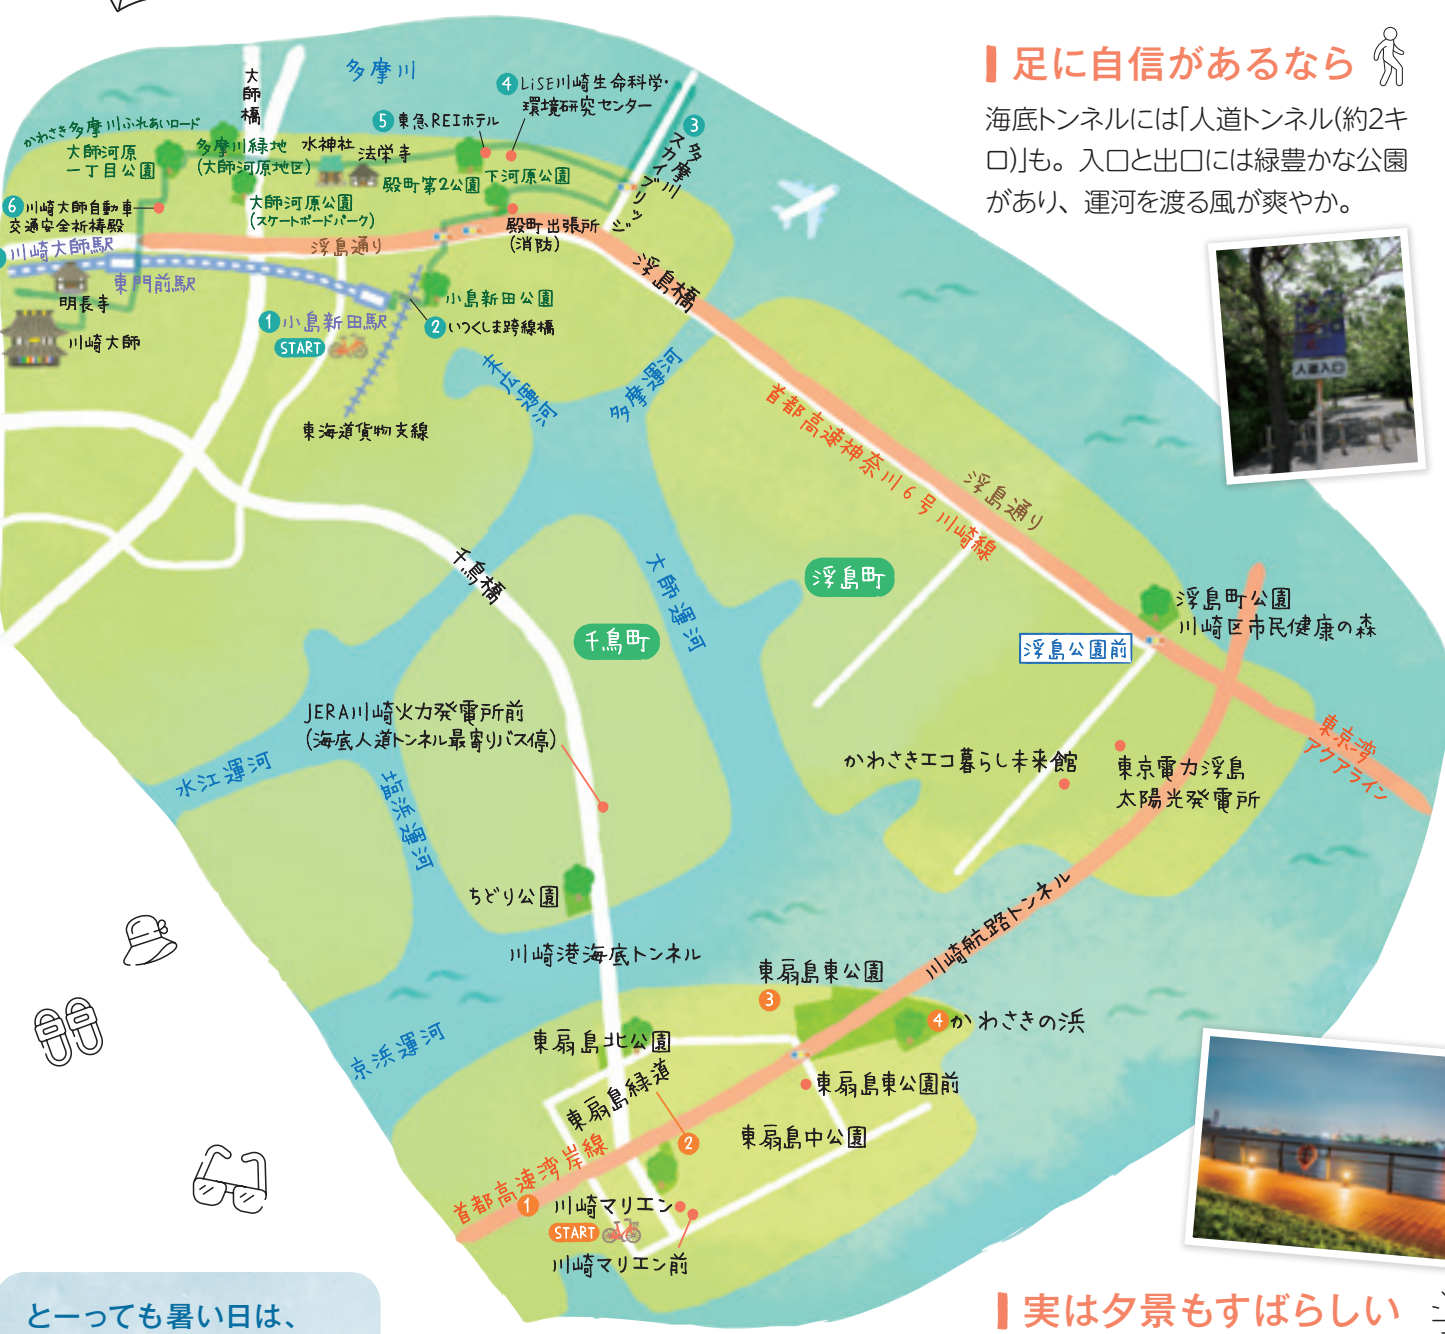 足に自信があるなら
海底トンネルには「人道トンネル(約2キ
ロ)」も。入口と出口には緑豊かな公園
があり、運河を渡る風が爽やか。
多摩川
大師橋
かわさき多摩川ふれあいロード
大師河原
一丁目公園
多摩川緑地
(大師河原地区)
水神社
法栄寺
5 東急REIホテル
4 LiSE川崎生命科学・
環境研究センター
3 多摩川
スカイブリッジ
殿町第2公園
下河原公園
大師河原公園
(スケートボードパーク)
6 川崎大師自動車
交通安全祈祷殿
川崎大師駅
東門前駅
浮島通り
殿町出張所
(消防)
浮島橋
明長寺
川崎大師
1 小島新田駅
START
小島新田公園
2 いつくしま跨線橋
東海道貨物支線
末広運河
多摩運河
首都高速神奈川6号川崎線
浮島通り
人道入口
千鳥橋
大師運河
浮島町
千鳥町
浮島町公園
川崎区市民健康の森
浮島公園前
JERA川崎火力発電所前
(海底人道トンネル最寄りバス停)
水江運河
塩浜運河
東京湾
アクアライン
かわさきエコ暮らし未来館
東京電力浮島
太陽光発電所
ちどり公園
川崎港海底トンネル
川崎航路トンネル
東扇島東公園
3
4 かわさきの浜
京浜運河
東扇島北公園
東扇島緑道
2
東扇島東公園前
東扇島中公園
首都高速湾岸線
1 川崎マリエン
START
川崎マリエン前
とーっても暑い日は、
実は夕景もすばらしい